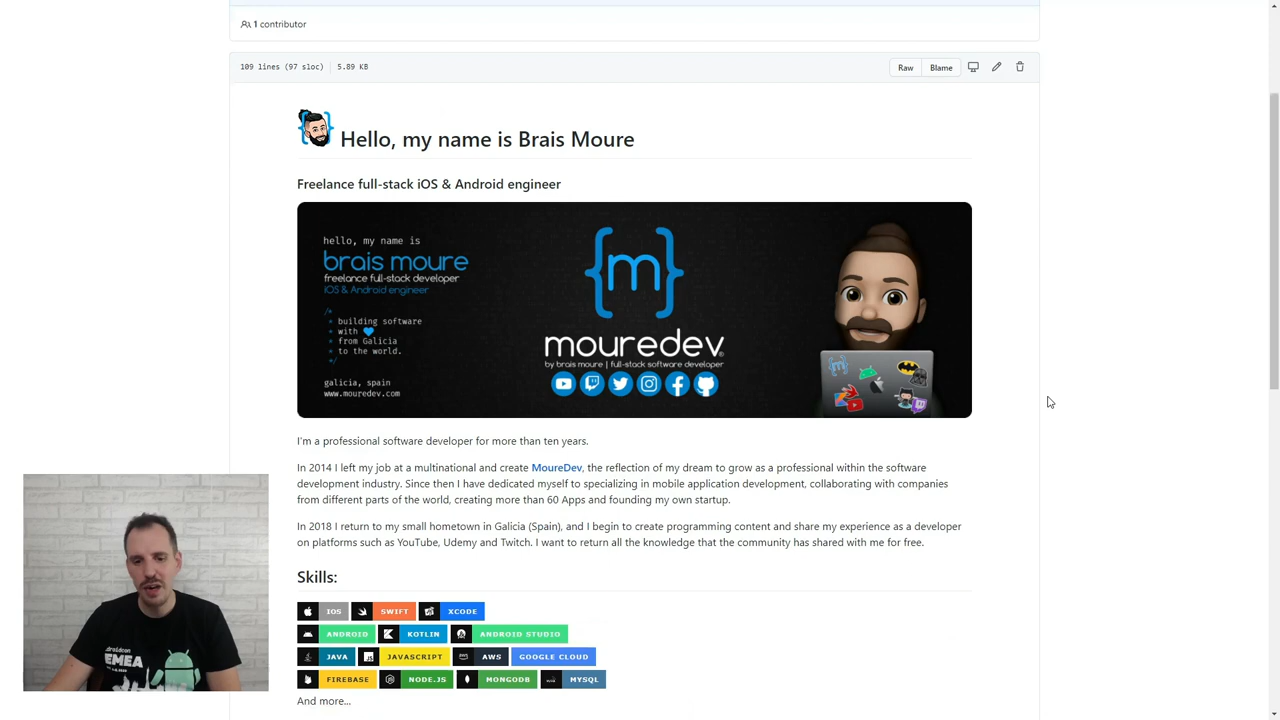 1 contributor
109 lines (97 sloc) 5.89 KB
Raw Blame
Hello, my name is Brais Moure
Freelance full-stack iOS & Android engineer
hello, my name is
brais moure
freelance full-stack developer
iOS & Android engineer
/*
* building software
* with
* from Galicia
* to the world.
*/
galicia, spain
www.mouredev.com
{m}
mouredev®
by brais moure | full-stack software developer
I'm a professional software developer for more than ten years.
In 2014 I left my job at a multinational and create MoureDev, the reflection of my dream to grow as a professional within the software
development industry. Since then I have dedicated myself to specializing in mobile application development, collaborating with companies
from different parts of the world, creating more than 60 Apps and founding my own startup.
In 2018 I return to my small hometown in Galicia (Spain), and I begin to create programming content and share my experience as a developer
on platforms such as YouTube, Udemy and Twitch. I want to return all the knowledge that the community has shared with me for free.
Skills:
IOS SWIFT XCODE
ANDROID KOTLIN ANDROID STUDIO
JAVA JAVASCRIPT AWS GOOGLE CLOUD
FIREBASE NODE.JS MONGODB MYSQL
And more...
EMEA